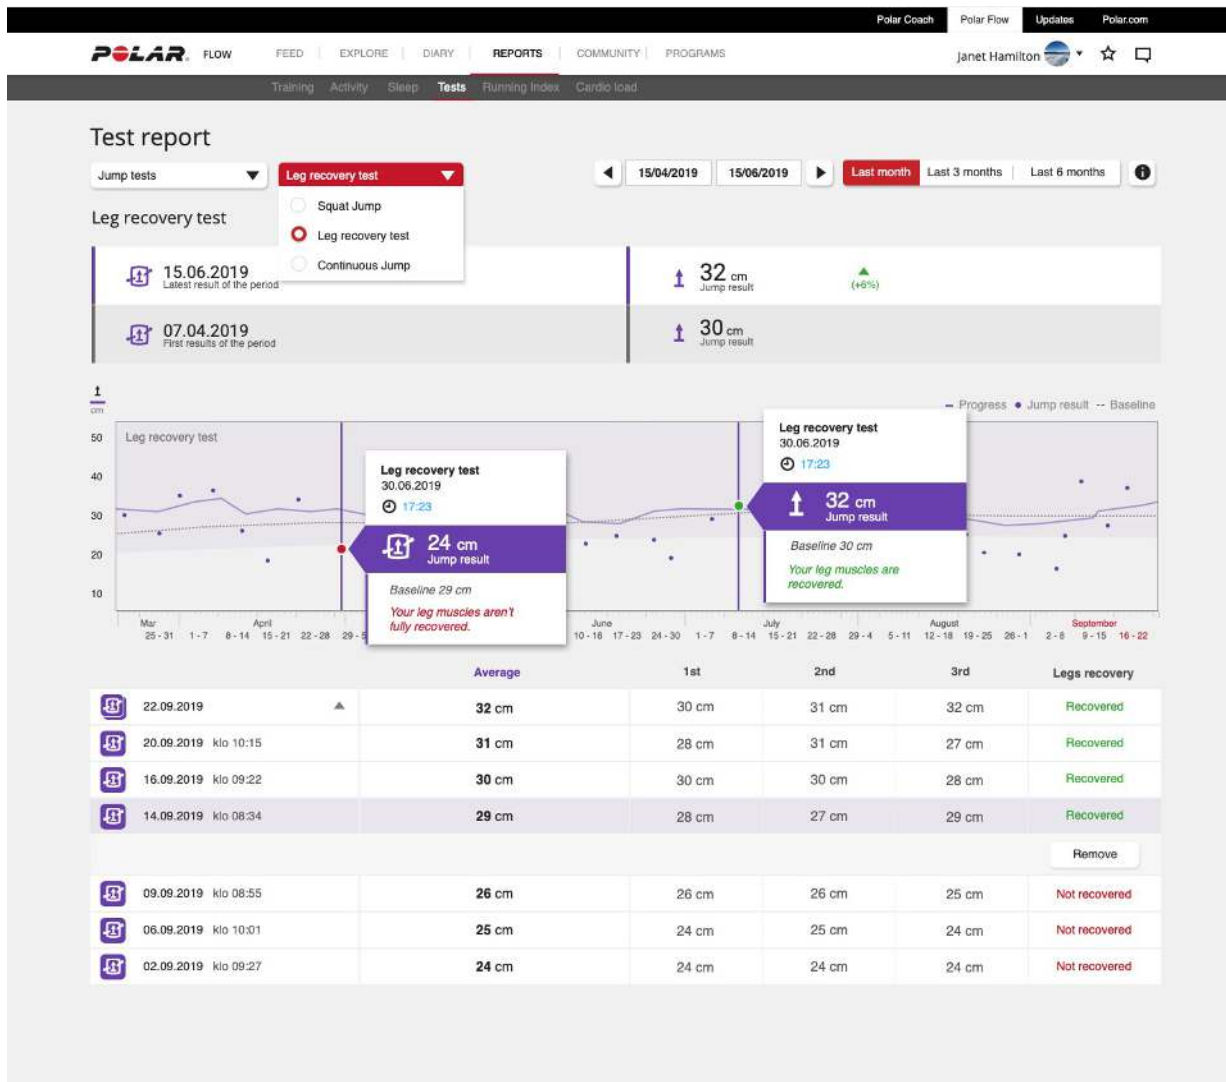 Polar Coach Polar Flow Updates Polar.com
POLAR. FLOW FEED EXPLORE DIARY REPORTS COMMUNITY PROGRAMS Janet Hamilton
Training Activity Sleep Tests Running Index Cardio load
Test report
Jump tests Leg recovery test 15/04/2019 15/06/2019 Last month Last 3 months Last 6 months
Squat Jump
Leg recovery test
Leg recovery test
Continuous Jump
15.06.2019 32 cm
Latest result of the period Jump result (+6%)
07.04.2019 30 cm
First results of the period Jump result
cm
Progress Jump result -- Baseline
50 Leg recovery test
40
30
20
10
Leg recovery test
30.06.2019
17:23
24 cm
Jump result
Baseline 29 cm
Your leg muscles aren't
fully recovered.
Leg recovery test
30.06.2019
17:23
32 cm
Jump result
Baseline 30 cm
Your leg muscles are
recovered.
Mar April June July August September
25 - 31 1 - 7 8 - 14 15 - 21 22 - 28 29 - 5 10 - 16 17 - 23 24 - 30 1 - 7 8 - 14 15 - 21 22 - 28 29 - 4 5 - 11 12 - 18 19 - 25 26 - 1 2 - 8 9 - 15 16 - 22
Average 1st 2nd 3rd Legs recovery
22.09.2019 32 cm 30 cm 31 cm 32 cm Recovered
20.09.2019 klo 10:15 31 cm 28 cm 31 cm 27 cm Recovered
16.09.2019 klo 09:22 30 cm 30 cm 30 cm 28 cm Recovered
14.09.2019 klo 08:34 29 cm 28 cm 27 cm 29 cm Recovered
Remove
09.09.2019 klo 08:55 26 cm 26 cm 26 cm 25 cm Not recovered
06.09.2019 klo 10:01 25 cm 24 cm 25 cm 24 cm Not recovered
02.09.2019 klo 09:27 24 cm 24 cm 24 cm 24 cm Not recovered